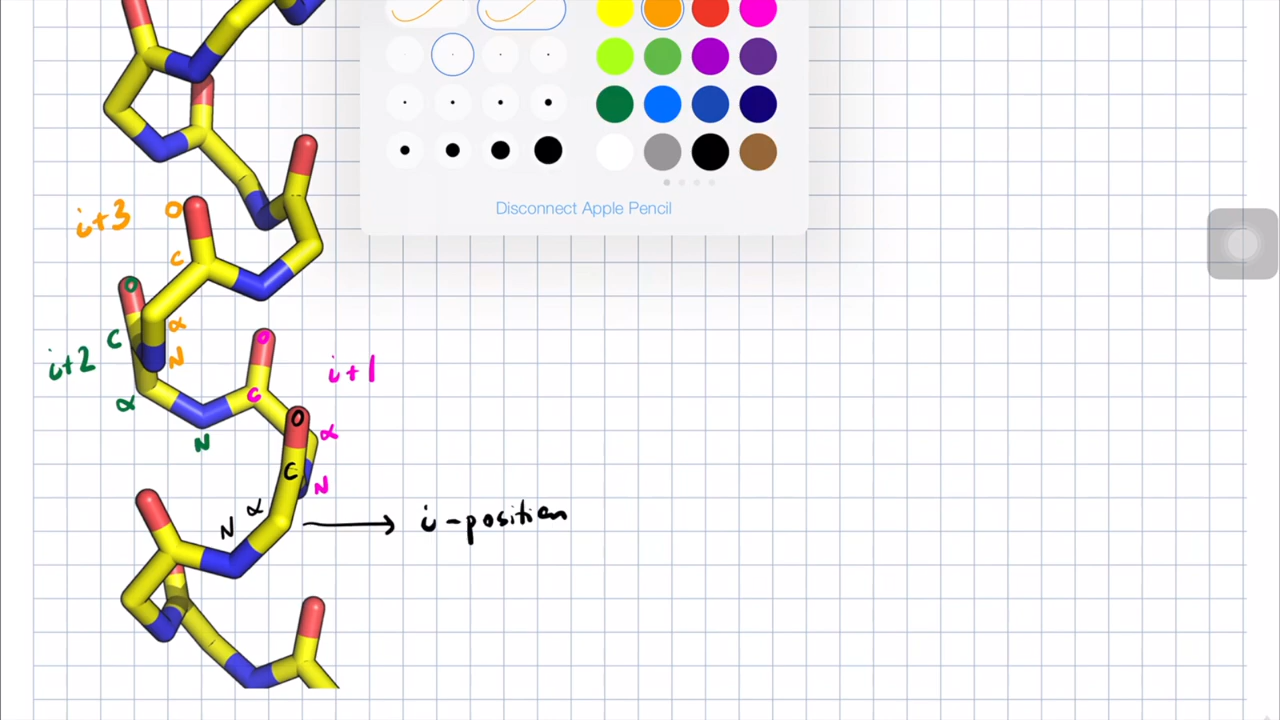 Disconnect Apple Pencil
i+3 O
C
O
C α
i+2 N
α
N
O
i+1
C
α
N
O
C
α
N → i-position